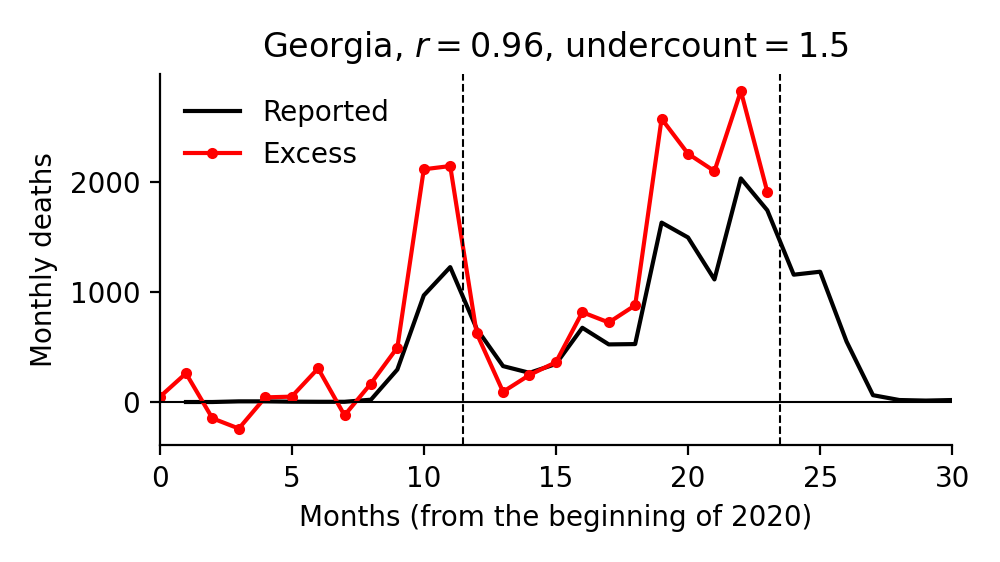 Georgia, r = 0.96, undercount = 1.5
Reported
Excess
Monthly deaths
2000
1000
0
0 5 10 15 20 25 30
Months (from the beginning of 2020)